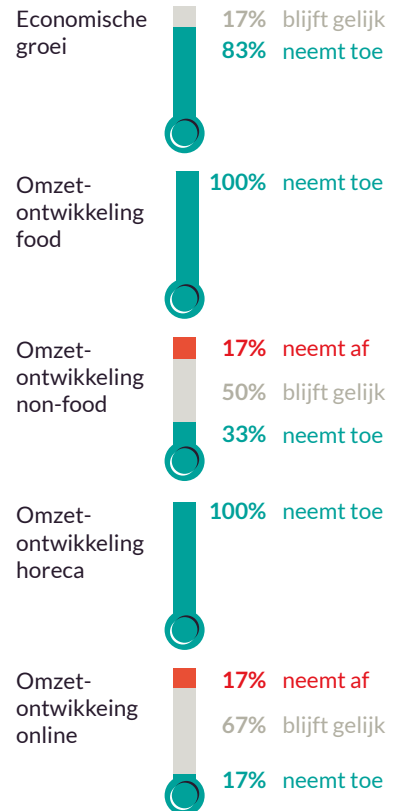 Economische
groei
17% blijft gelijk
83% neemt toe
Omzet-
ontwikkeling
food
100% neemt toe
Omzet-
ontwikkeling
non-food
17% neemt af
50% blijft gelijk
33% neemt toe
Omzet-
ontwikkeling
horeca
100% neemt toe
Omzet-
ontwikkeing
online
17% neemt af
67% blijft gelijk
17% neemt toe